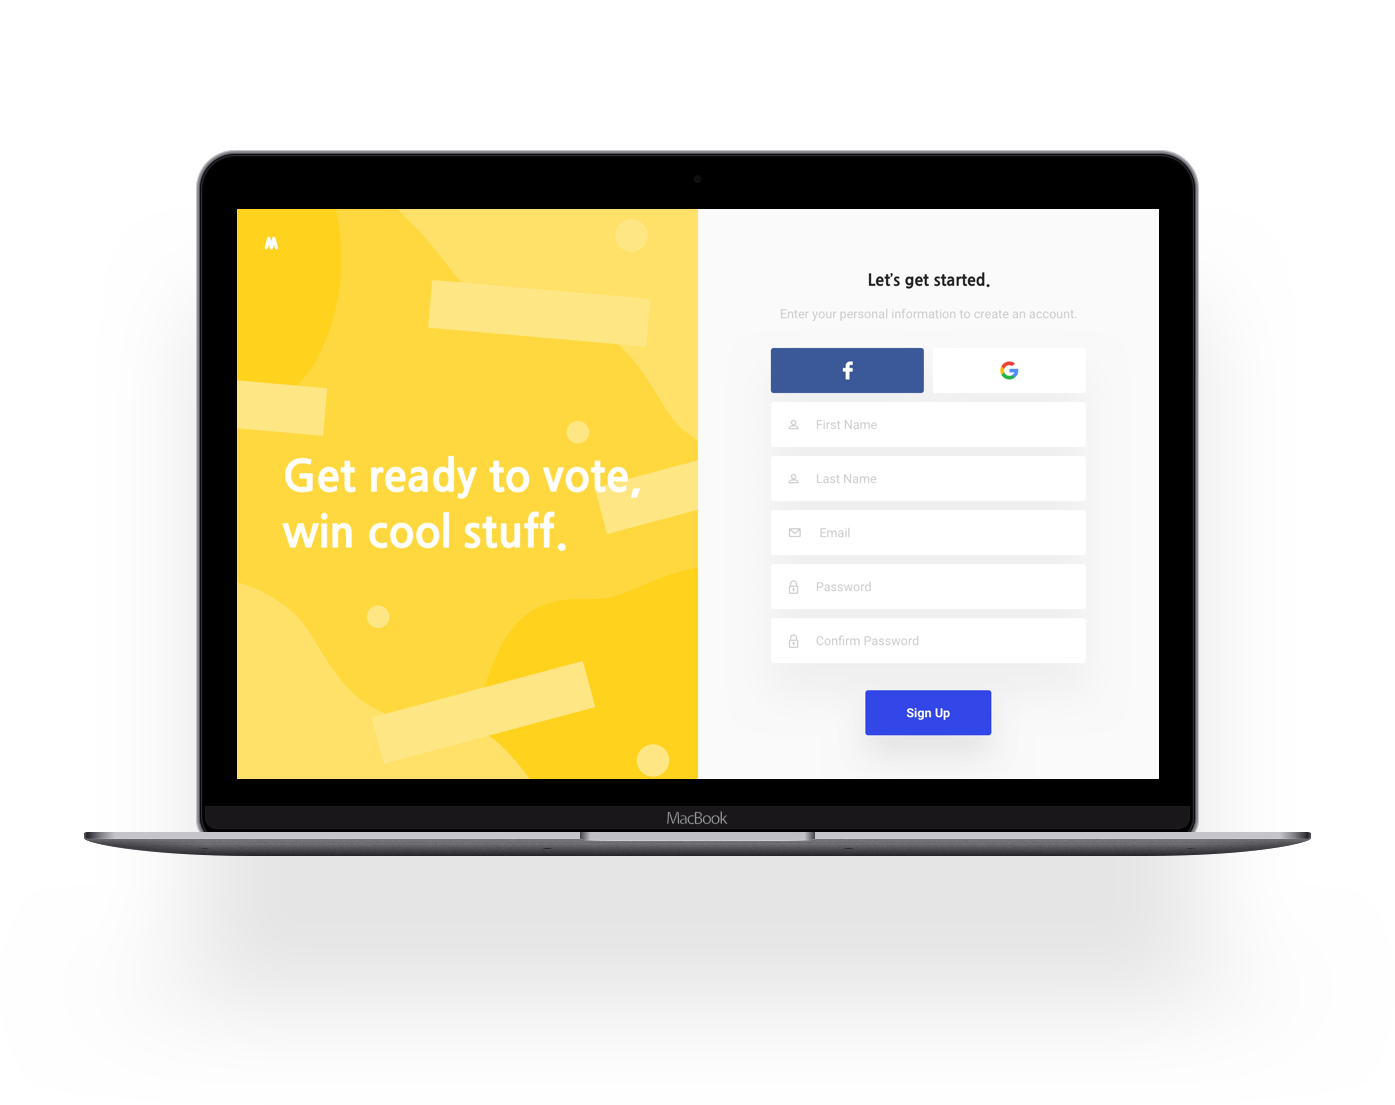 M
Get ready to vote,
win cool stuff.
Let's get started.
Enter your personal information to create an account.
f
G
First Name
Last Name
Email
Password
Confirm Password
Sign Up
MacBook